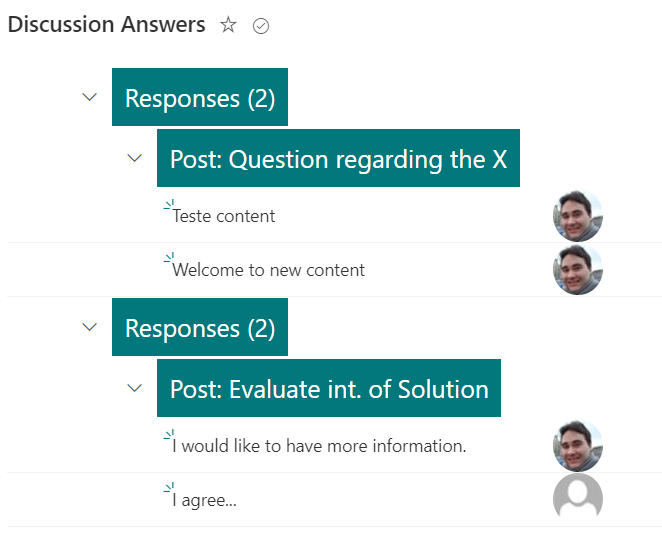 Discussion Answers
Responses (2)
Post: Question regarding the X
Teste content
Welcome to new content
Responses (2)
Post: Evaluate int. of Solution
I would like to have more information.
I agree...